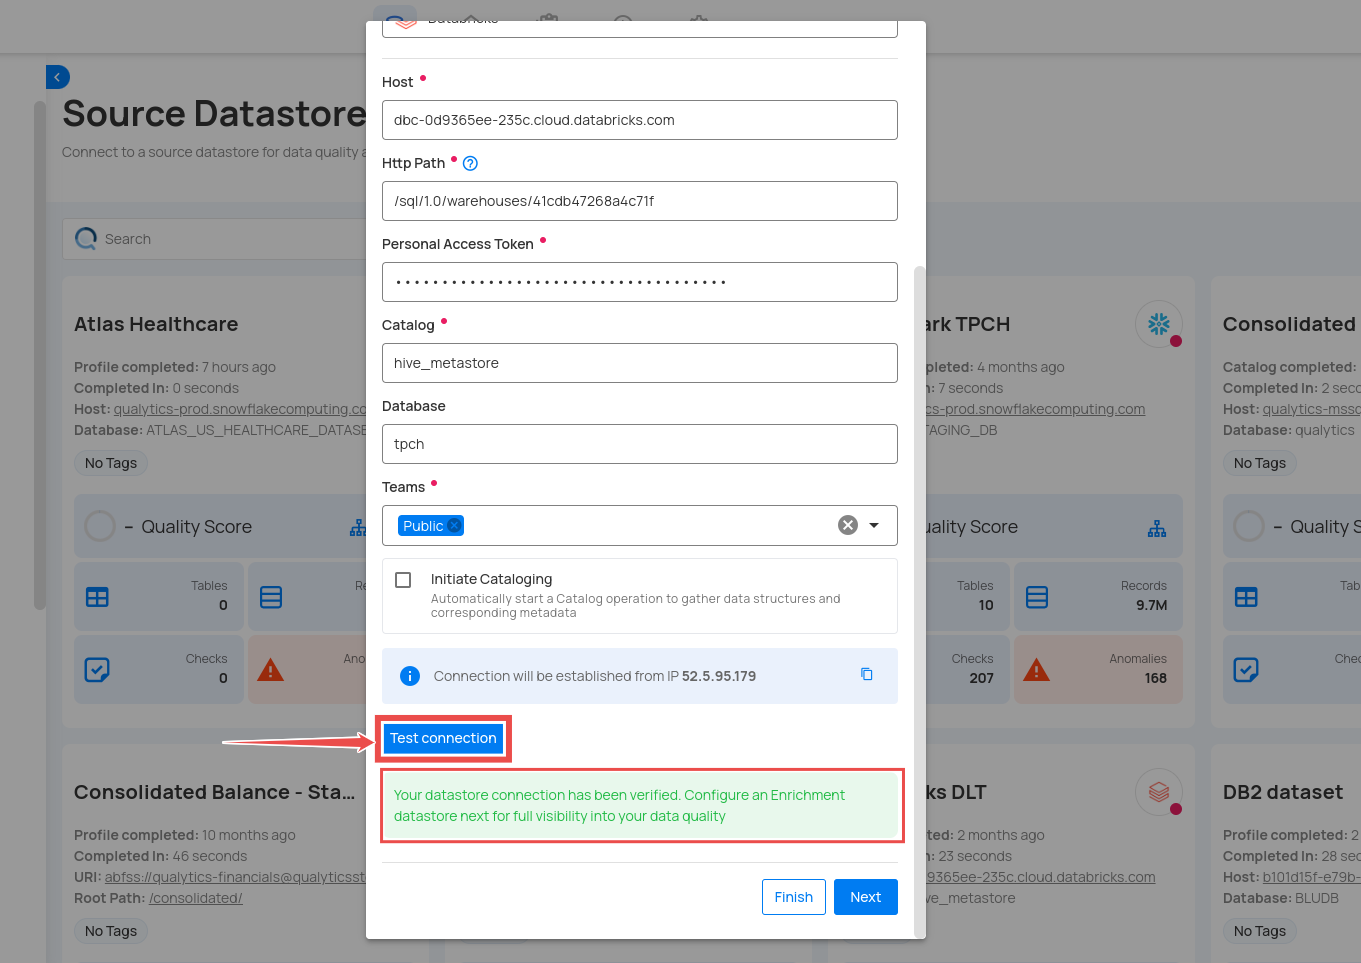 Databricks
Source Datastore
Connect to a source datastore for data quality
Search
Host
dbc-0d9365ee-235c.cloud.databricks.com
Http Path
/sql/1.0/warehouses/41cdb47268a4c71f
Personal Access Token
••••••••••••••••••••••••••••••••••••
Catalog
hive_metastore
Database
tpch
Teams
Public
Initiate Cataloging
Automatically start a Catalog operation to gather data structures and
corresponding metadata
Connection will be established from IP 52.5.95.179
Test connection
Your datastore connection has been verified. Configure an Enrichment
datastore next for full visibility into your data quality
Finish
Next
Atlas Healthcare
Profile completed: 7 hours ago
Completed In: 0 seconds
Host: qualytics-prod.snowflakecomputing.co
Database: ATLAS_US_HEALTHCARE_DATASE
No Tags
– Quality Score
Tables
0
Re
Checks
0
Ano
ark TPCH
pleted: 4 months ago
n: 7 seconds
cs-prod.snowflakecomputing.com
TAGING_DB
uality Score
Tables
10
Records
9.7M
Checks
207
Anomalies
168
Consolidated
Catalog completed:
Completed In: 2 sec
Host: qualytics-mssq
Database: qualytics
No Tags
– Quality S
Tab
Chec
Consolidated Balance - Sta...
Profile completed: 10 months ago
Completed In: 46 seconds
URI: abfss://qualytics-financials@qualyticsst
Root Path: /consolidated/
No Tags
ks DLT
ted: 2 months ago
n: 23 seconds
9365ee-235c.cloud.databricks.com
ve_metastore
DB2 dataset
Profile completed: 2
Completed In: 28 sec
Host: b101d15f-e79b-
Database: BLUDB
No Tags